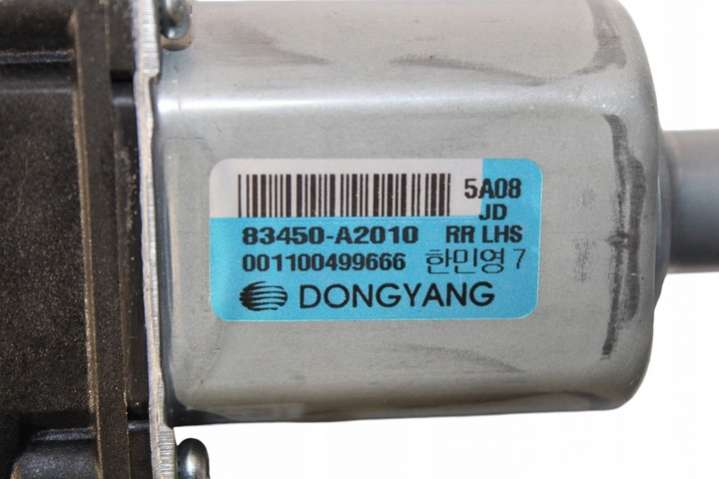 5A08
JD
83450-A2010 RR LHS
001100499666 한민영 7
DONGYANG